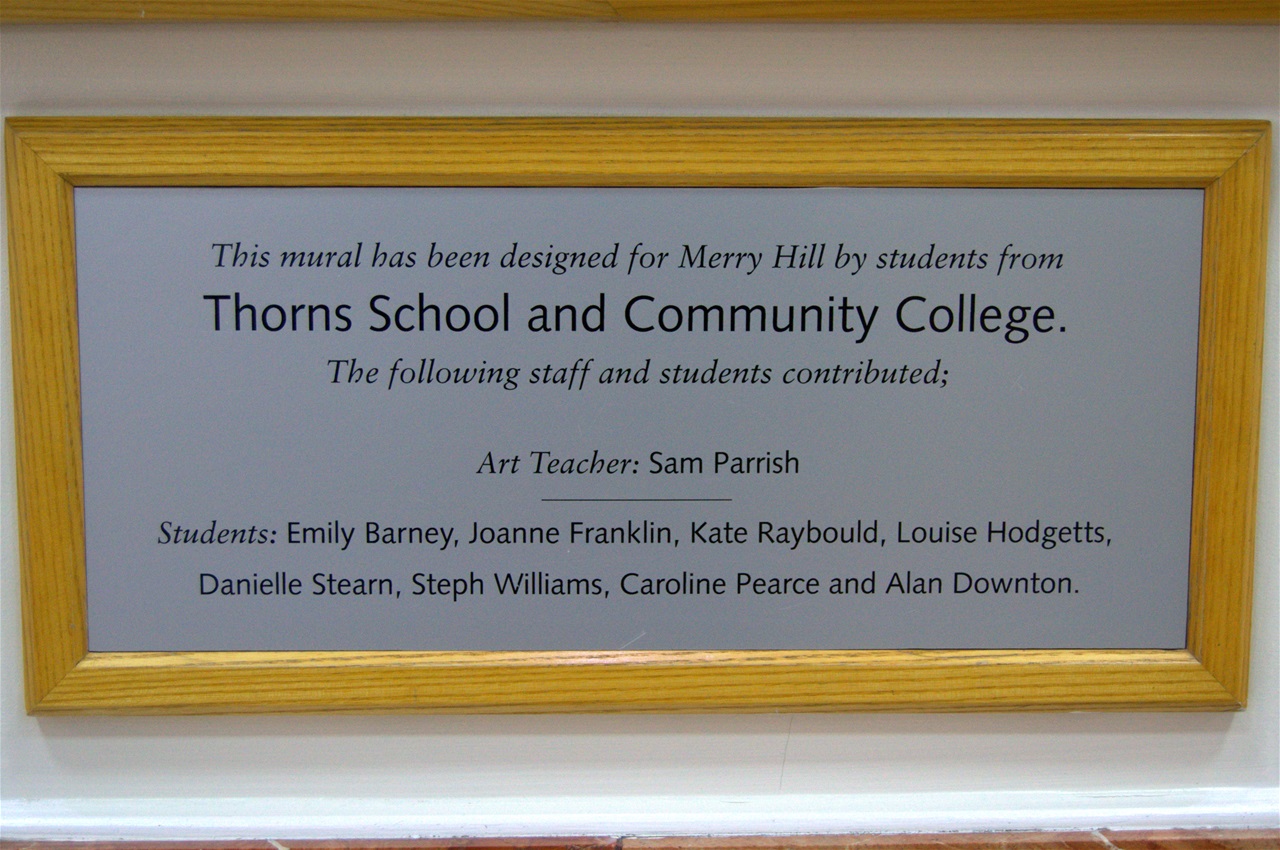 This mural has been designed for Merry Hill by students from
Thorns School and Community College.
The following staff and students contributed;
Art Teacher: Sam Parrish
Students: Emily Barney, Joanne Franklin, Kate Raybould, Louise Hodgetts,
Danielle Stearn, Steph Williams, Caroline Pearce and Alan Downton.